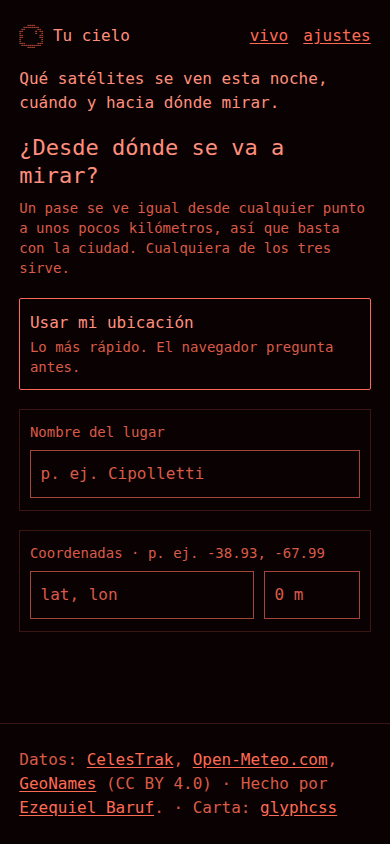 Tu cielo vivo ajustes
Qué satélites se ven esta noche,
cuándo y hacia dónde mirar.
¿Desde dónde se va a
mirar?
Un pase se ve igual desde cualquier punto
a unos pocos kilómetros, así que basta
con la ciudad. Cualquiera de los tres
sirve.
Usar mi ubicación
Lo más rápido. El navegador pregunta
antes.
Nombre del lugar
p. ej. Cipolletti
Coordenadas · p. ej. -38.93, -67.99
lat, lon 0 m
Datos: CelesTrak, Open-Meteo.com,
GeoNames (CC BY 4.0) · Hecho por
Ezequiel Baruf. · Carta: glyphcss